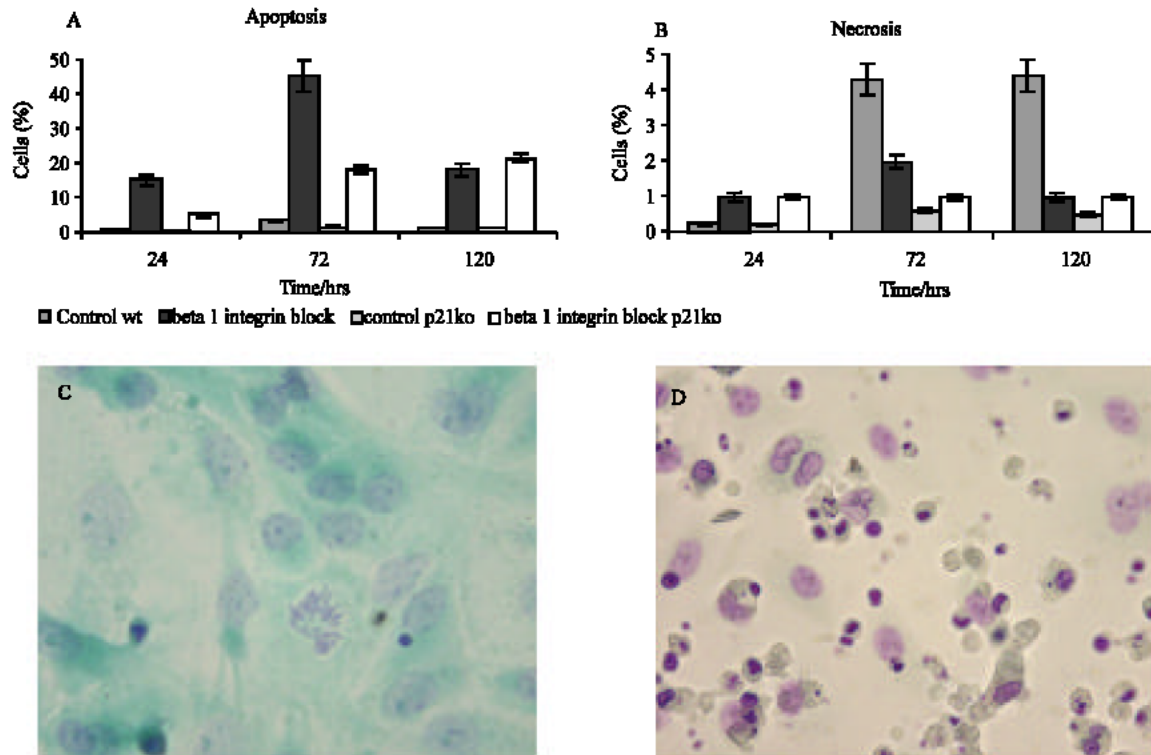 A
Apoptosis
50
40
30
20
10
0
Cells (%)
24
72
120
Time/hrs
B
Necrosis
5
4
3
2
1
0
Cells (%)
24
72
120
Time/hrs
Control wt beta 1 integrin block control p21ko beta 1 integrin block p21ko
C
D